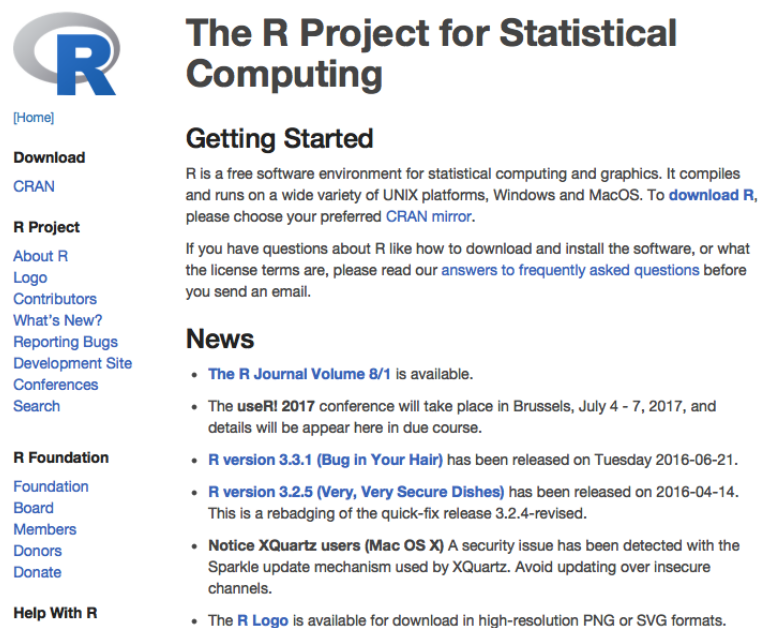 R
[Home]
Download
CRAN
R Project
About R
Logo
Contributors
What's New?
Reporting Bugs
Development Site
Conferences
Search
R Foundation
Foundation
Board
Members
Donors
Donate
Help With R
The R Project for Statistical
Computing
Getting Started
R is a free software environment for statistical computing and graphics. It compiles
and runs on a wide variety of UNIX platforms, Windows and MacOS. To download R,
please choose your preferred CRAN mirror.
If you have questions about R like how to download and install the software, or what
the license terms are, please read our answers to frequently asked questions before
you send an email.
News
• The R Journal Volume 8/1 is available.
• The useR! 2017 conference will take place in Brussels, July 4 - 7, 2017, and
details will be appear here in due course.
• R version 3.3.1 (Bug in Your Hair) has been released on Tuesday 2016-06-21.
• R version 3.2.5 (Very, Very Secure Dishes) has been released on 2016-04-14.
This is a rebadging of the quick-fix release 3.2.4-revised.
• Notice XQuartz users (Mac OS X) A security issue has been detected with the
Sparkle update mechanism used by XQuartz. Avoid updating over insecure
channels.
• The R Logo is available for download in high-resolution PNG or SVG formats.